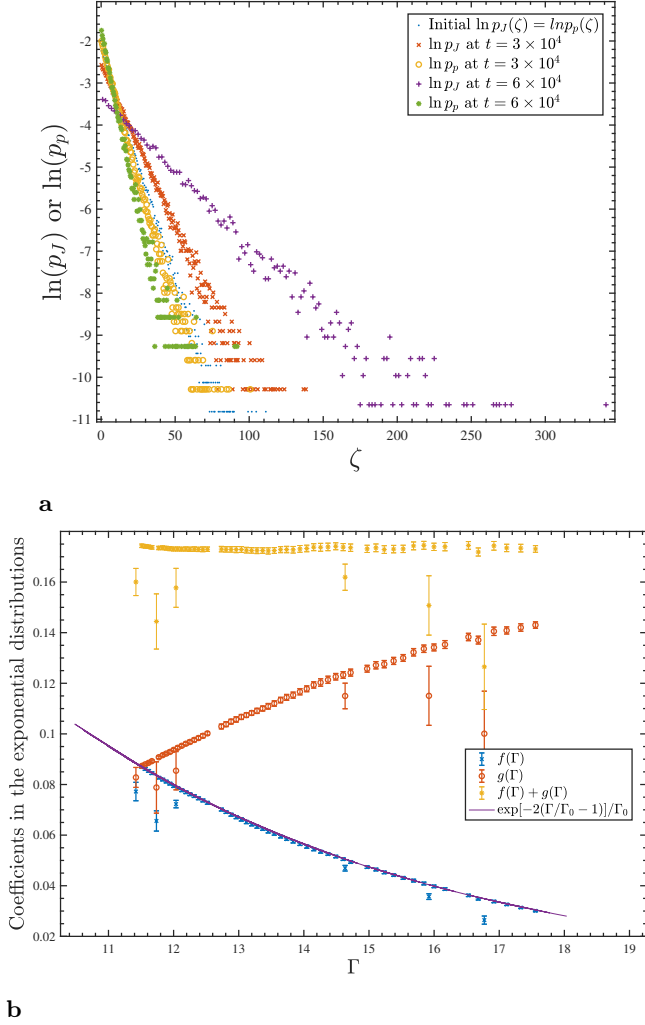 -2
-3
-4
-5
-6
-7
-8
-9
-10
-11
0
50
100
150
200
250
300
ζ
ln(p_J) or ln(p_p)
Initial ln p_J(ζ) = lnp_p(ζ)
ln p_J at t = 3 × 10^4
ln p_p at t = 3 × 10^4
ln p_J at t = 6 × 10^4
ln p_p at t = 6 × 10^4
a
Coefficients in the exponential distributions
0.16
0.14
0.12
0.1
0.08
0.06
0.04
0.02
11
12
13
14
15
16
17
18
19
Γ
f(Γ)
g(Γ)
f(Γ) + g(Γ)
exp[−2(Γ/Γ_0 − 1)]/Γ_0
b